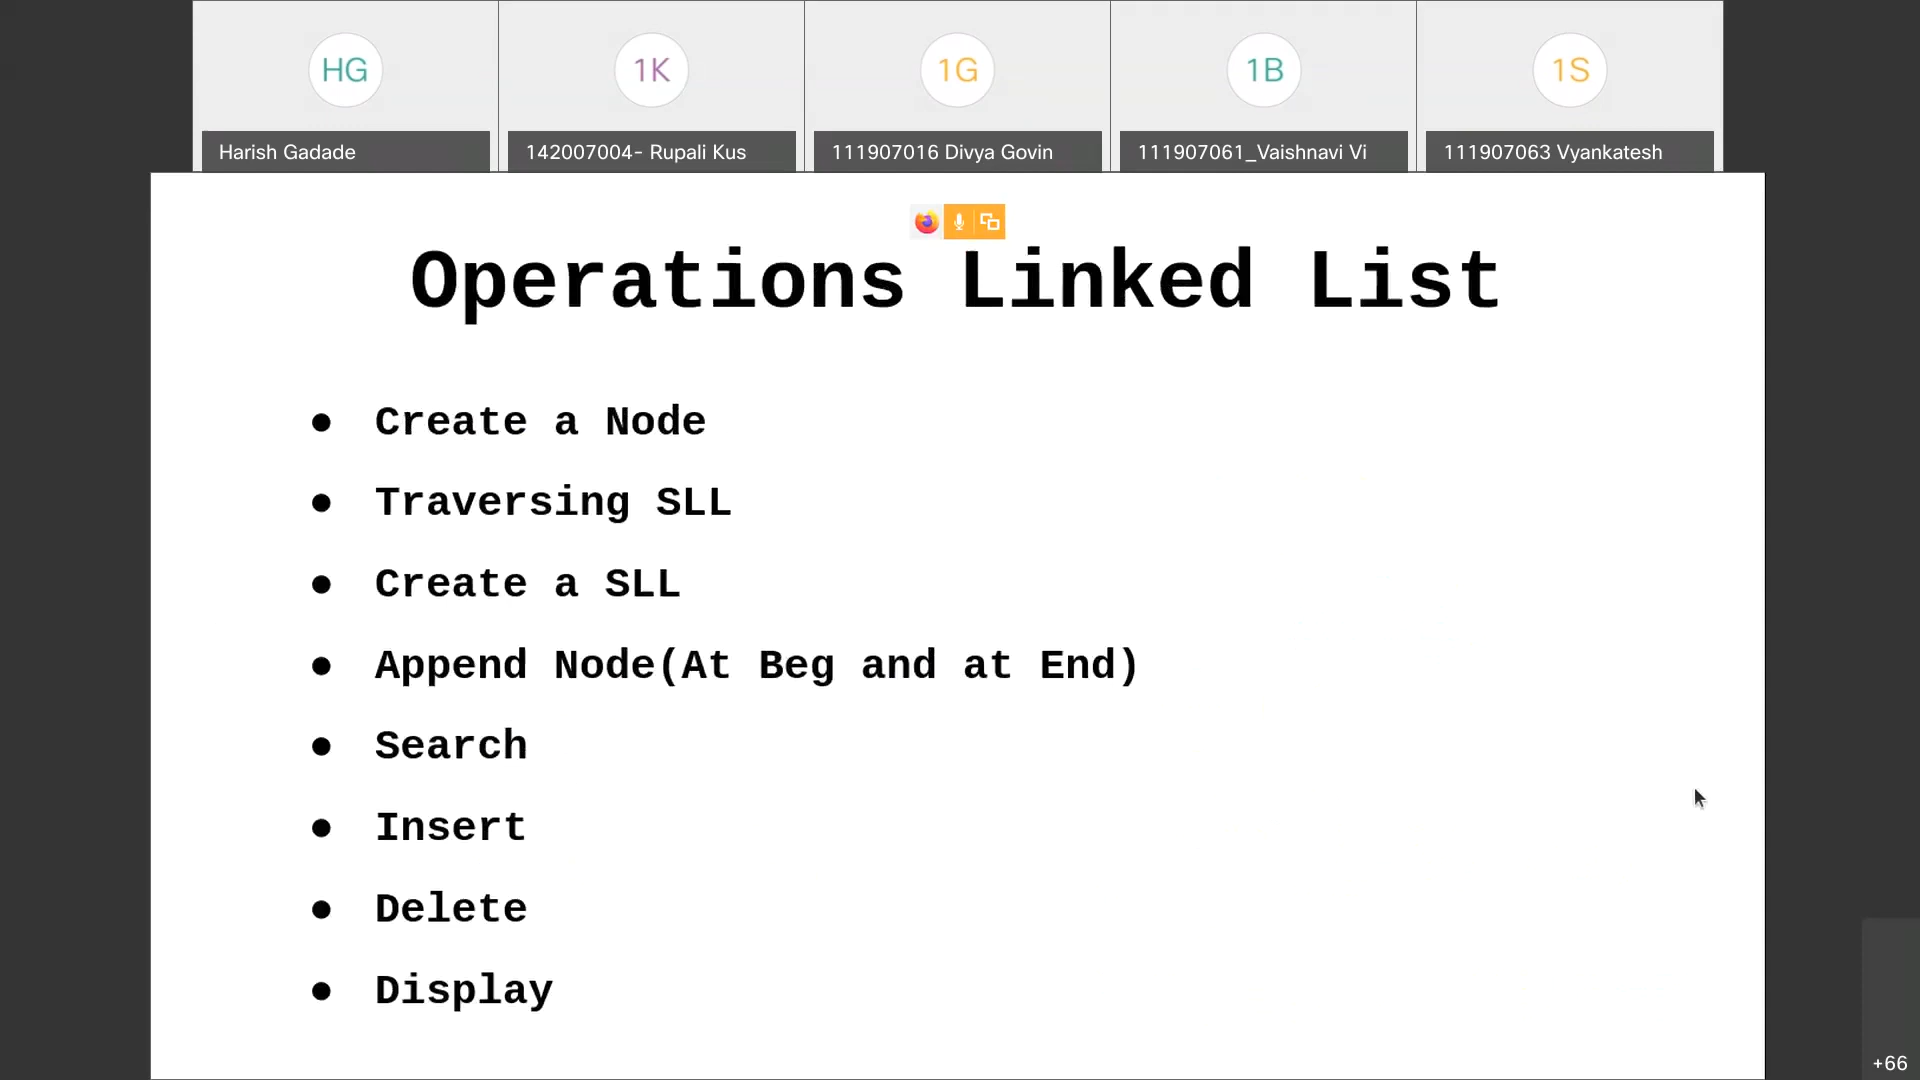 HG
1K
1G
1B
1S
Harish Gadade
142007004- Rupali Kus
111907016 Divya Govin
111907061_Vaishnavi Vi
111907063 Vyankatesh
Operations Linked List
● Create a Node
● Traversing SLL
● Create a SLL
● Append Node(At Beg and at End)
● Search
● Insert
● Delete
● Display
+66